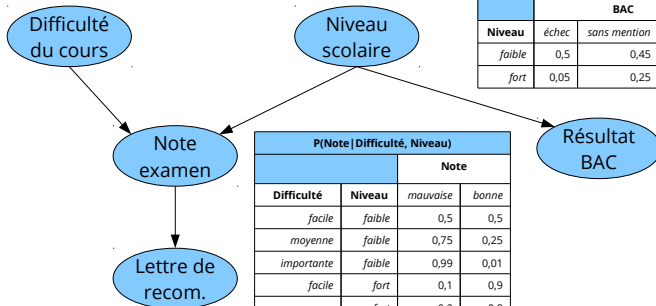 Difficulté
du cours
Niveau
scolaire
BAC
Niveau échec sans mention
faible 0,5 0,45
fort 0,05 0,25
Note
examen
Résultat
BAC
P(Note|Difficulté, Niveau)
Note
Difficulté Niveau mauvaise bonne
facile faible 0,5 0,5
moyenne faible 0,75 0,25
importante faible 0,99 0,01
facile fort 0,1 0,9
Lettre de
recom.